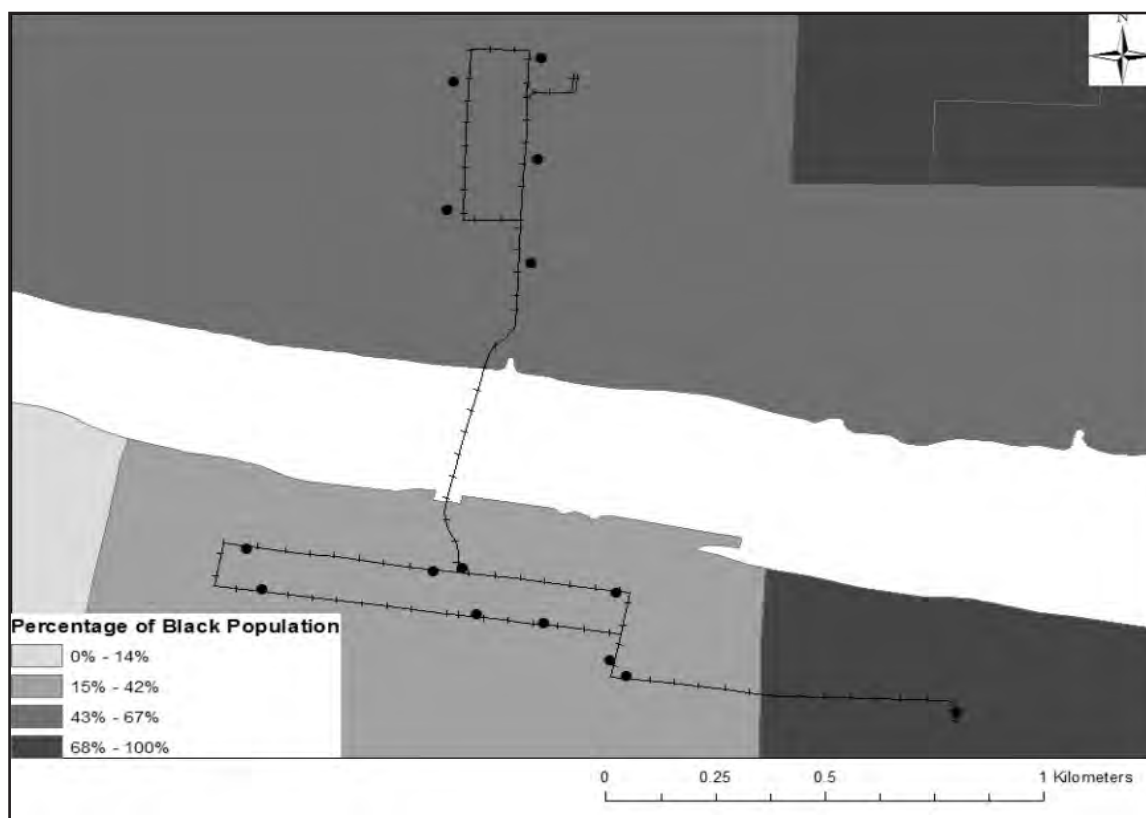 N
Percentage of Black Population
0% - 14%
15% - 42%
43% - 67%
68% - 100%
0 0.25 0.5 1 Kilometers